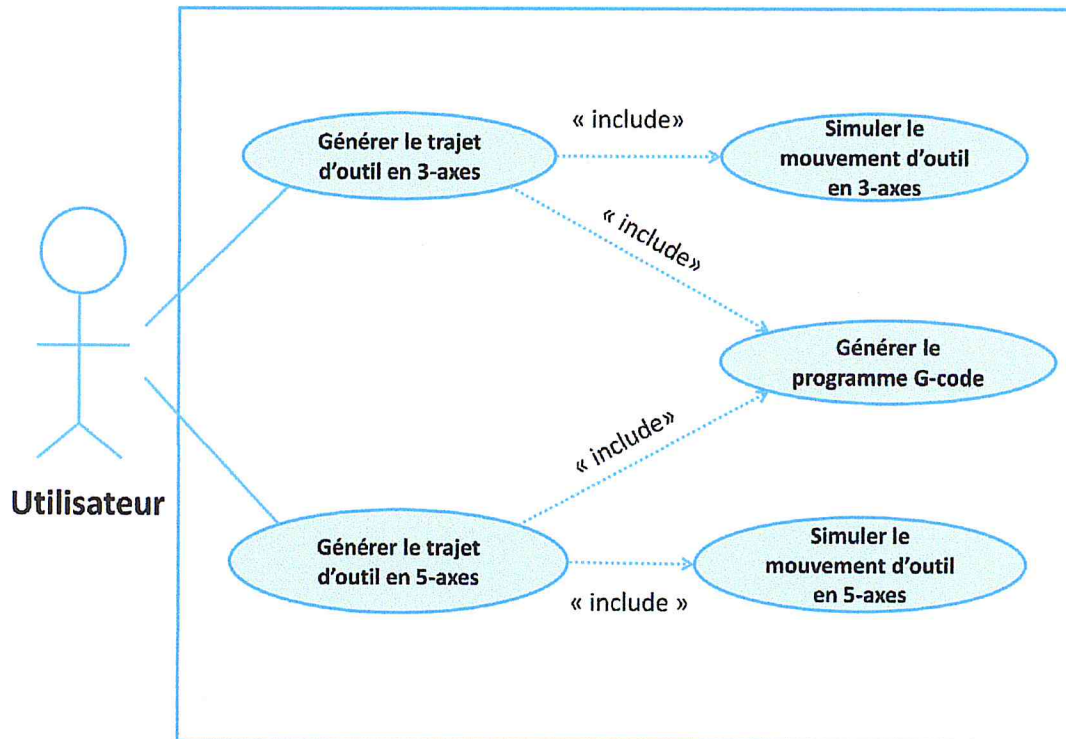 Générer le trajet
d'outil en 3-axes
« include»
Simuler le
mouvement d'outil
en 3-axes
« include»
Générer le
programme G-code
« include»
Utilisateur
Générer le trajet
d'outil en 5-axes
« include »
Simuler le
mouvement d'outil
en 5-axes